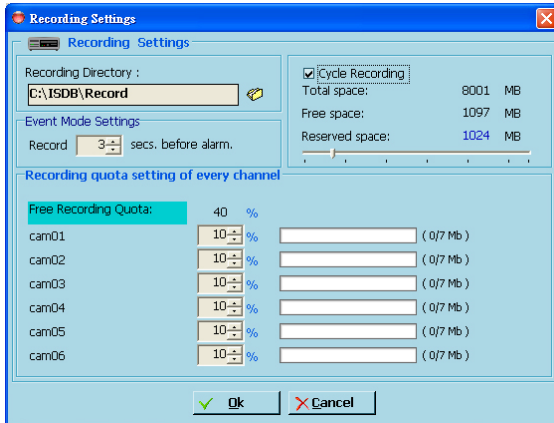 Recording Settings
Recording Settings
Recording Directory :
C:\ISDB\Record
Event Mode Settings
Record 3 secs. before alarm.
Cycle Recording
Total space: 8001 MB
Free space: 1097 MB
Reserved space: 1024 MB
Recording quota setting of every channel
Free Recording Quota: 40 %
cam01 10 % ( 0/7 Mb )
cam02 10 % ( 0/7 Mb )
cam03 10 % ( 0/7 Mb )
cam04 10 % ( 0/7 Mb )
cam05 10 % ( 0/7 Mb )
cam06 10 % ( 0/7 Mb )
Ok Cancel